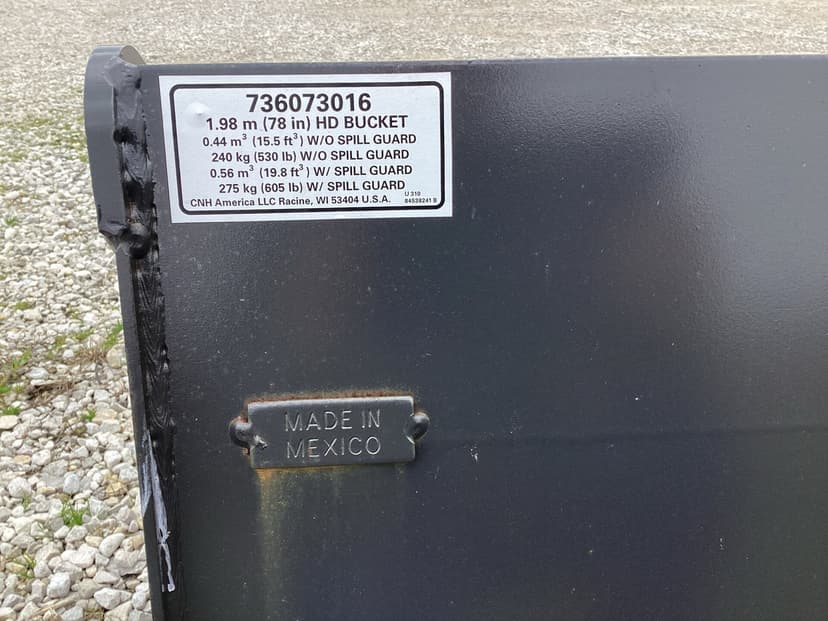 736073016
1.98 m (78 in) HD BUCKET
0.44 m³ (15.5 ft³) W/O SPILL GUARD
240 kg (530 lb) W/O SPILL GUARD
0.56 m³ (19.8 ft³) W/ SPILL GUARD
275 kg (605 lb) W/ SPILL GUARD
U 310
CNH America LLC Racine, WI 53404 U.S.A. 84538241 B
MADE IN
MEXICO